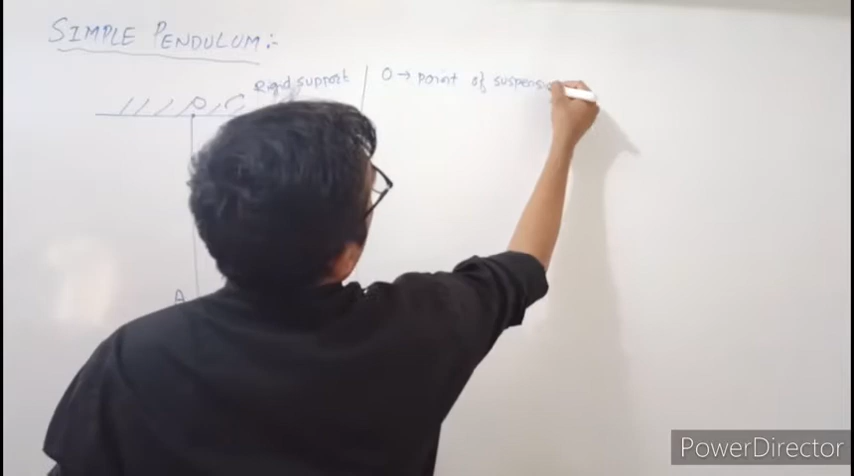 SIMPLE PENDULUM:-
Rigid support
O → point of suspens
O
A
PowerDirector